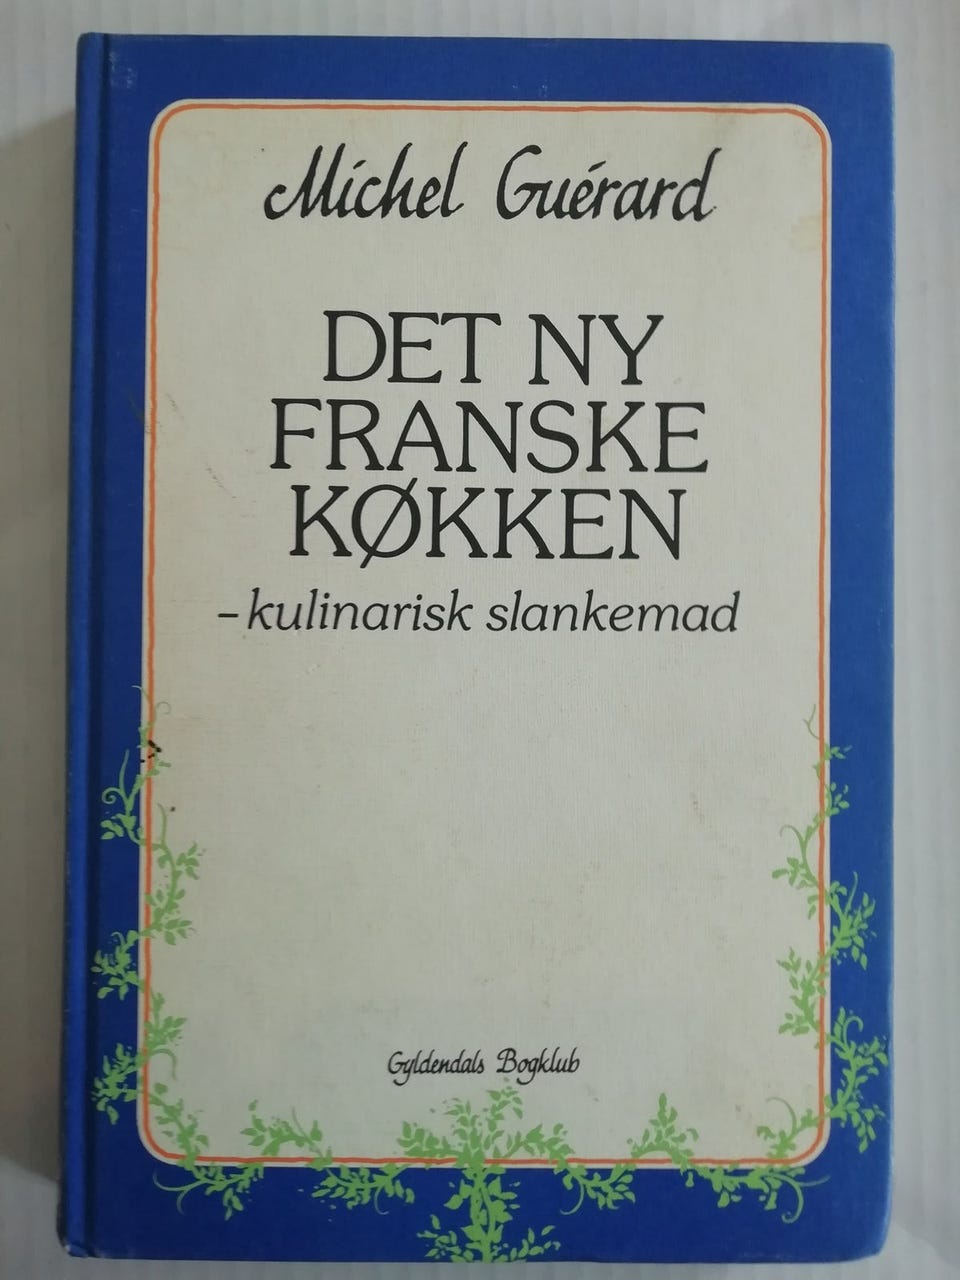 Michel Guérard
DET NY
FRANSKE
KØKKEN
– kulinarisk slankemad
Gyldendals Bogklub